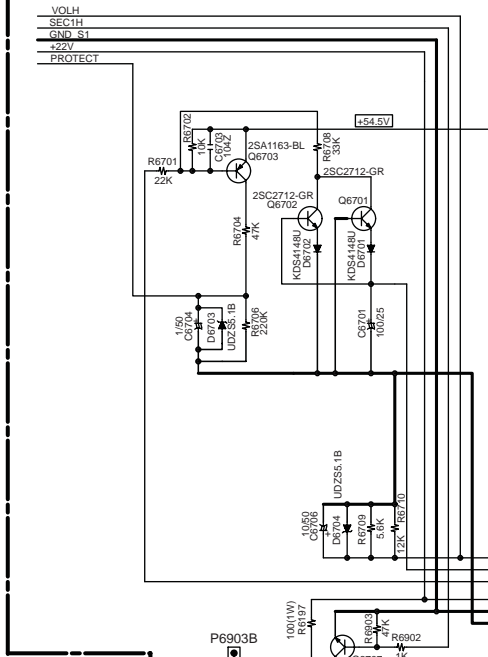 VOLH
SEC1H
GND_S1
+22V
PROTECT
+54.5V
R6702
10K
C6703
104Z
2SA1163-BL
Q6703
R6708
33K
R6701
22K
2SC2712-GR
2SC2712-GR
Q6702
Q6701
R6704
47K
KDS4148U
D6702
KDS4148U
D6701
1/50
C6704
D6703
UDZS5.1B
R6706
220K
C6701
100/25
UDZS5.1B
10/50
C6706
D6704
R6709
5.6K
R6710
12K
100(1W)
R6197
R6903
47K
R6902
1K
P6903B